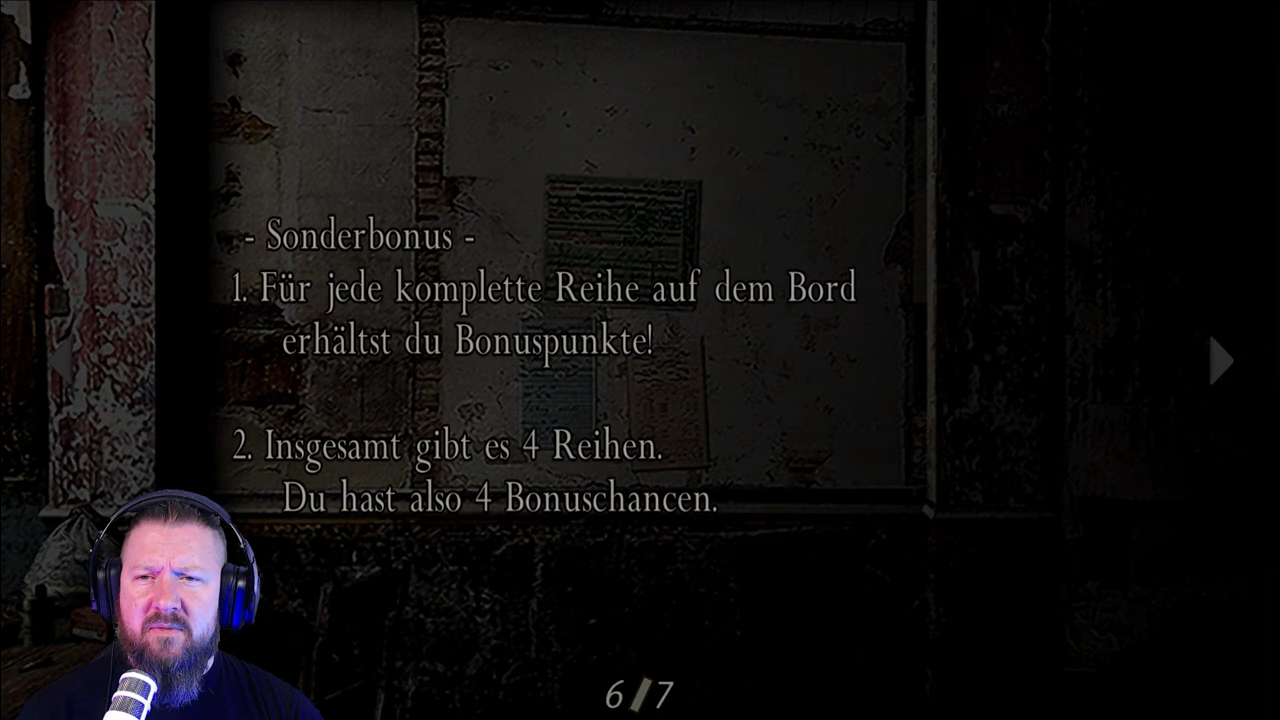 - Sonderbonus -
1. Für jede komplette Reihe auf dem Bord
erhältst du Bonuspunkte!
2. Insgesamt gibt es 4 Reihen.
Du hast also 4 Bonuschancen.
6/7